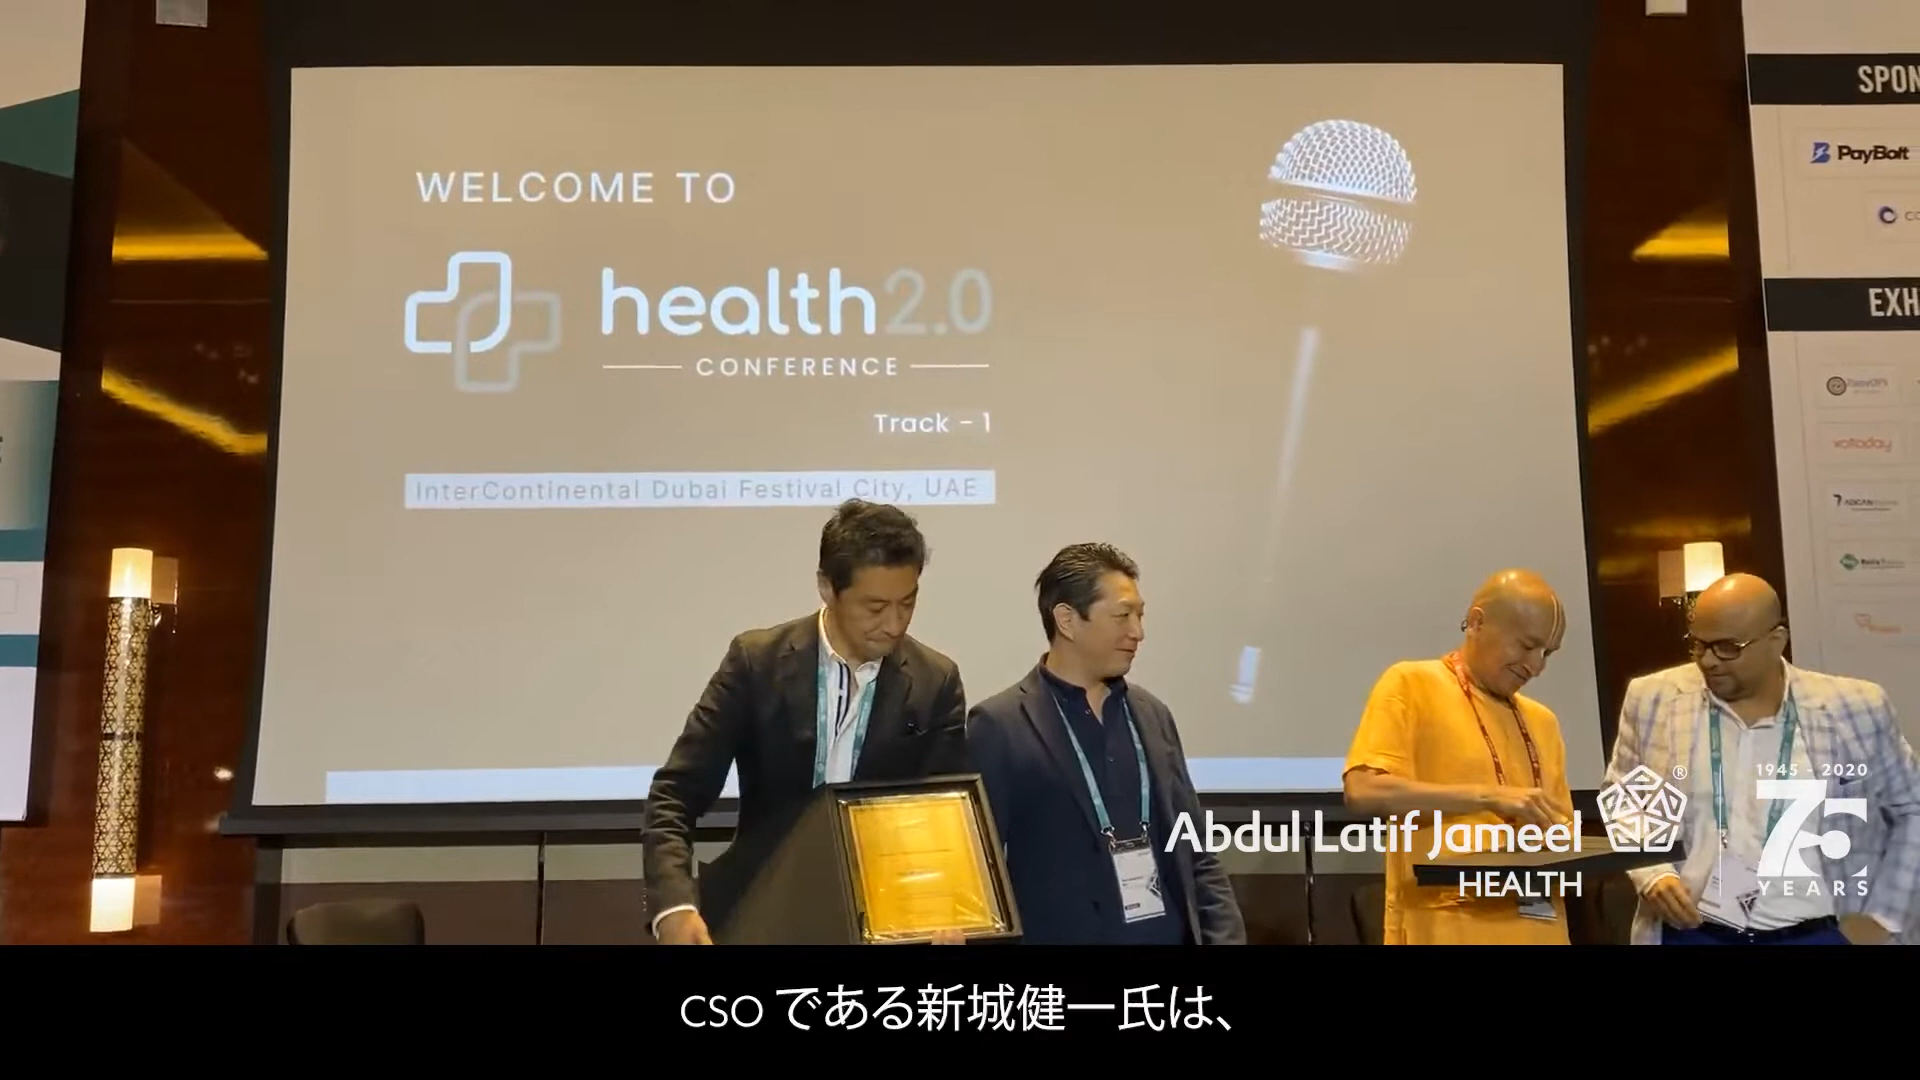 WELCOME TO
health2.0
CONFERENCE
Track - 1
InterContinental Dubai Festival City, UAE
SPON
PayBolt
EXH
xoxoday
Abdul Latif Jameel®
HEALTH
1945 - 2020
75
YEARS
CSO である新城健一氏は、